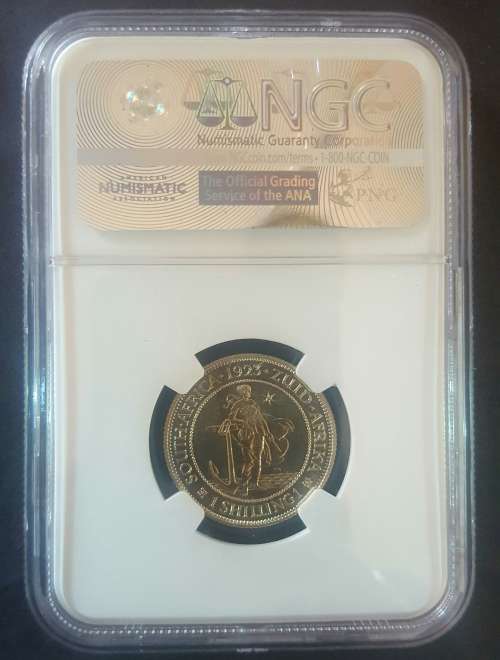 NGC
Numismatic Guaranty Corporation
NGCcoin.com/terms • 1-800-NGC-COIN
AMERICAN
NUMISMATIC
ASSOCIATION
The Official Grading
Service of the ANA
PNG
SOUTH·AFRICA·1923·ZUID-AFRIKA
1 SHILLING